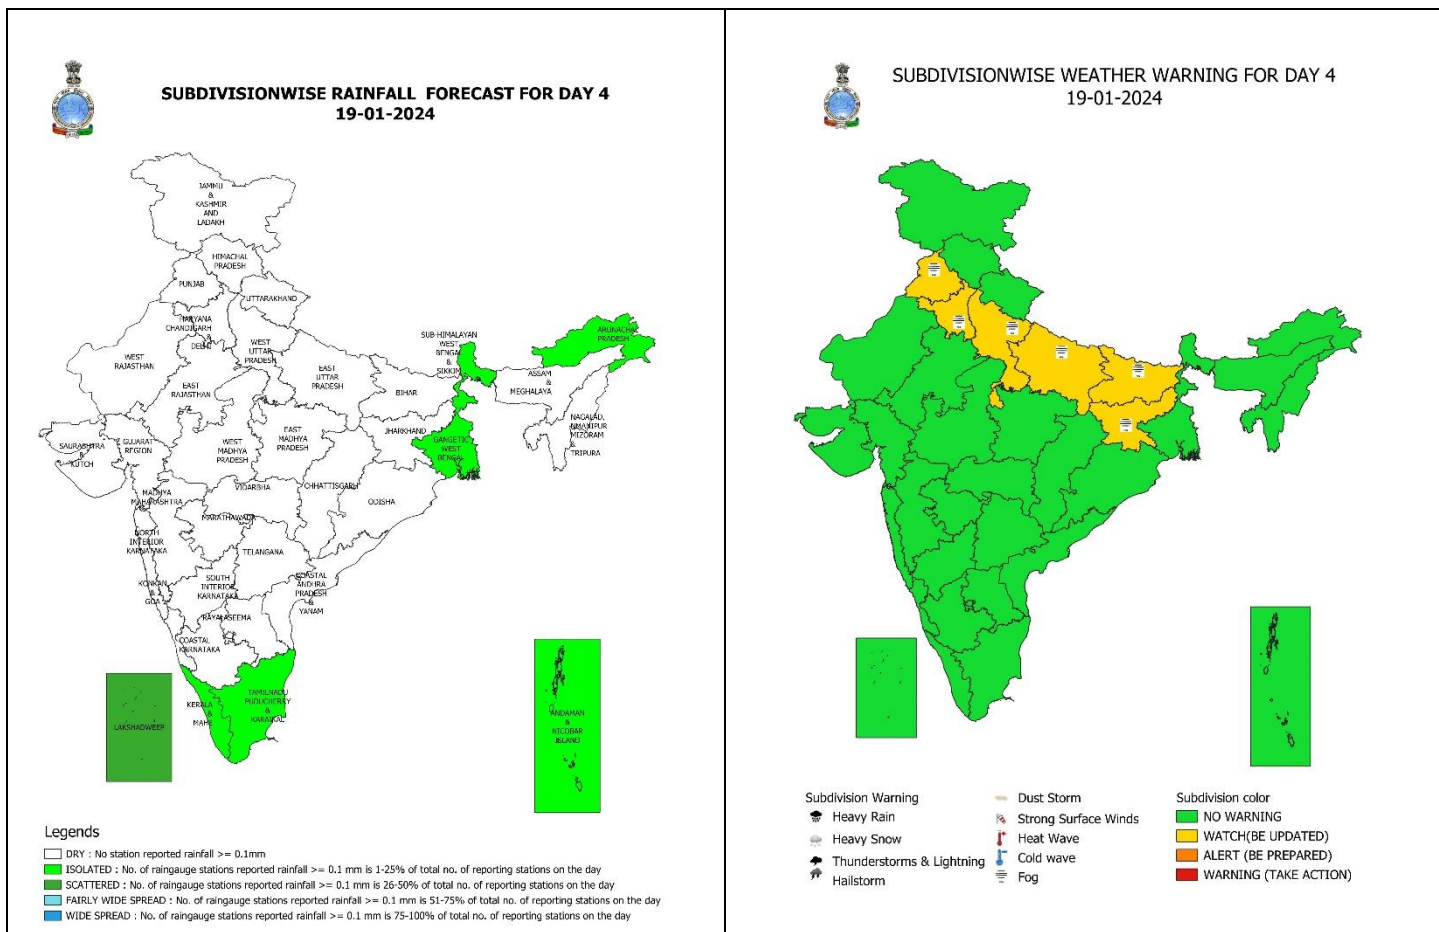 SUBDIVISIONWISE RAINFALL FORECAST FOR DAY 4
19-01-2024
JAMMU
&
KASHMIR
AND
LADAKH
HIMACHAL
PRADESH
PUNJAB
UTTARAKHAND
HARYANA
CHANDIGARH
&
DELHI
WEST
UTTAR
PRADESH
WEST
RAJASTHAN
EAST
RAJASTHAN
EAST
UTTAR
PRADESH
SUB-HIMALAYAN
WEST
BENGAL
&
SIKKIM
ARUNACHAL
PRADESH
ASSAM
&
MEGHALAYA
BIHAR
NAGALAD,
MANIPUR
MIZORAM
&
TRIPURA
JHARKHAND
GANGETIC
WEST
BENGAL
SAURASHTRA
&
KUTCH
GUJARAT
REGION
WEST
MADHYA
PRADESH
EAST
MADHYA
PRADESH
CHHATTISGARH
ODISHA
VIDARBHA
MADHYA
MAHARASHTRA
MARATHAWADA
NORTH
INTERIOR
KARNATAKA
TELANGANA
KONKAN
&
GOA
SOUTH
INTERIOR
KARNATAKA
COASTAL
ANDHRA
PRADESH
&
YANAM
RAYALASEEMA
COASTAL
KARNATAKA
KERALA
&
MAHE
TAMILNADU
PUDUCHERRY
&
KARAIKAL
LAKSHADWEEP
ANDAMAN
&
NICOBAR
ISLAND
Legends
DRY : No station reported rainfall >= 0.1mm
ISOLATED : No. of raingauge stations reported rainfall >= 0.1 mm is 1-25% of total no. of reporting stations on the day
SCATTERED : No. of raingauge stations reported rainfall >= 0.1 mm is 26-50% of total no. of reporting stations on the day
FAIRLY WIDE SPREAD : No. of raingauge stations reported rainfall >= 0.1 mm is 51-75% of total no. of reporting stations on the day
WIDE SPREAD : No. of raingauge stations reported rainfall >= 0.1 mm is 75-100% of total no. of reporting stations on the day
SUBDIVISIONWISE WEATHER WARNING FOR DAY 4
19-01-2024
Subdivision Warning
Heavy Rain
Heavy Snow
Thunderstorms & Lightning
Hailstorm
Dust Storm
Strong Surface Winds
Heat Wave
Cold wave
Fog
Subdivision color
NO WARNING
WATCH(BE UPDATED)
ALERT (BE PREPARED)
WARNING (TAKE ACTION)